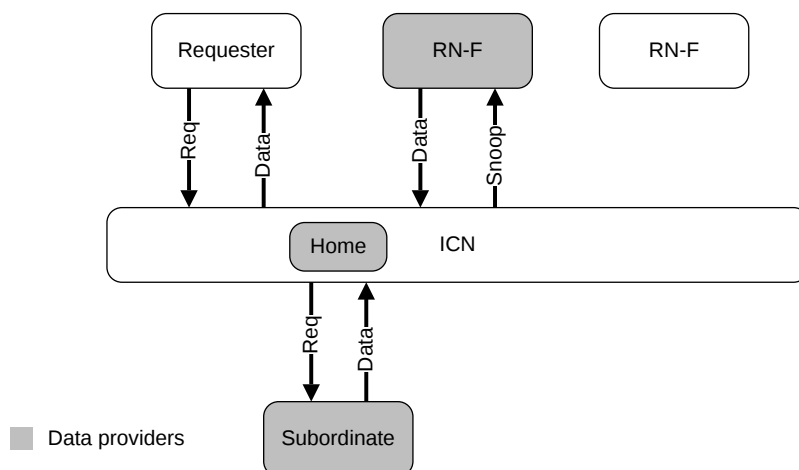 Requester
RN-F
RN-F
Req
Data
Data
Snoop
Home
ICN
Req
Data
Subordinate
Data providers